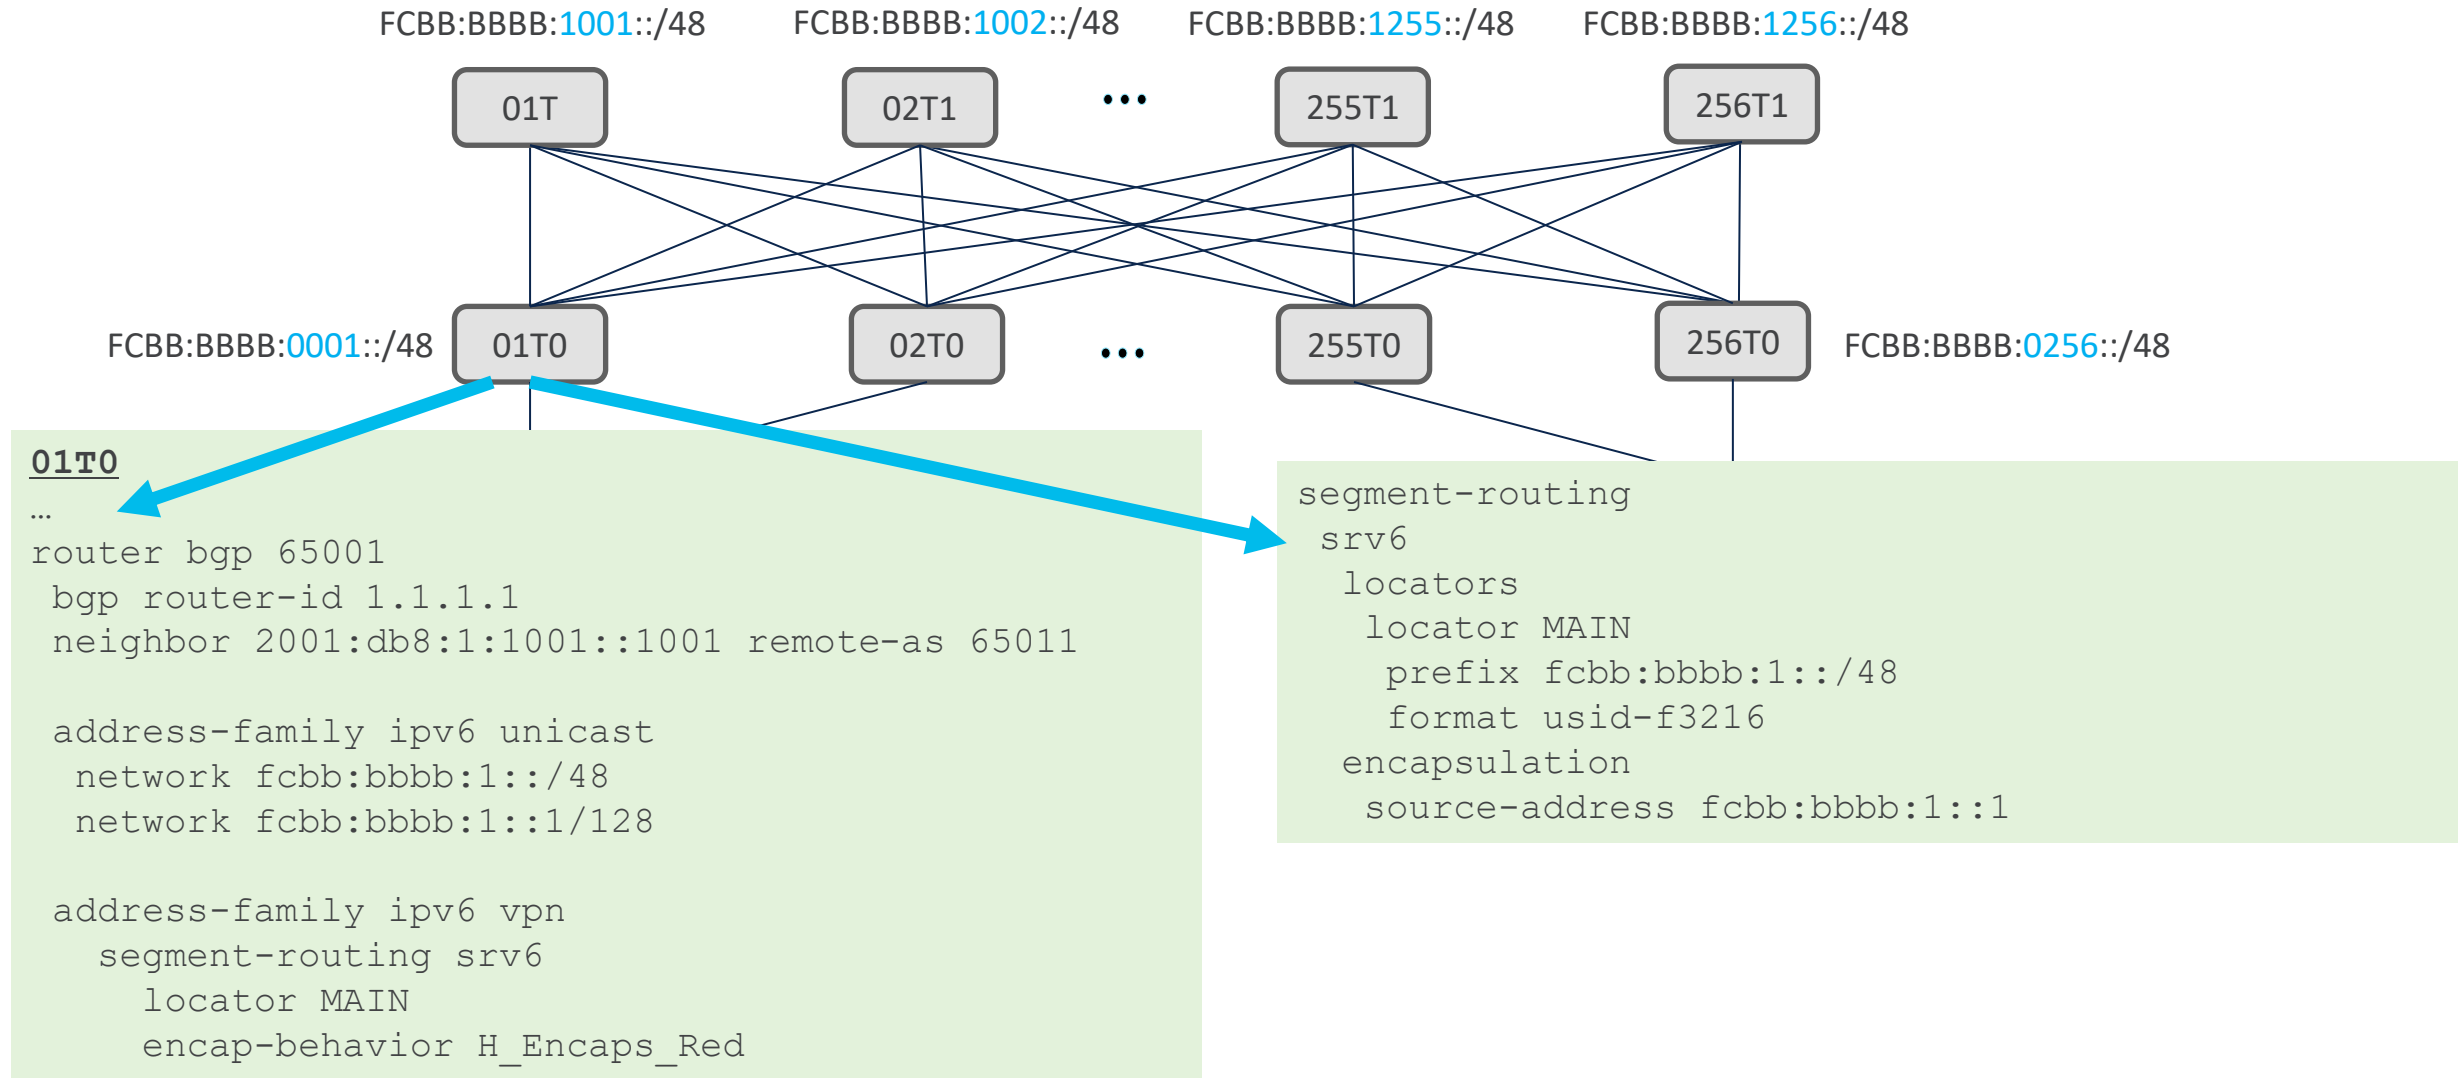 FCBB:BBBB:1001::/48
FCBB:BBBB:1002::/48
FCBB:BBBB:1255::/48
FCBB:BBBB:1256::/48
01T
02T1
...
255T1
256T1
FCBB:BBBB:0001::/48
01T0
02T0
...
255T0
256T0
FCBB:BBBB:0256::/48
01T0
…
router bgp 65001
bgp router-id 1.1.1.1
neighbor 2001:db8:1:1001::1001 remote-as 65011
address-family ipv6 unicast
network fcbb:bbbb:1::/48
network fcbb:bbbb:1::1/128
address-family ipv6 vpn
segment-routing srv6
locator MAIN
encap-behavior H_Encaps_Red
segment-routing
srv6
locators
locator MAIN
prefix fcbb:bbbb:1::/48
format usid-f3216
encapsulation
source-address fcbb:bbbb:1::1